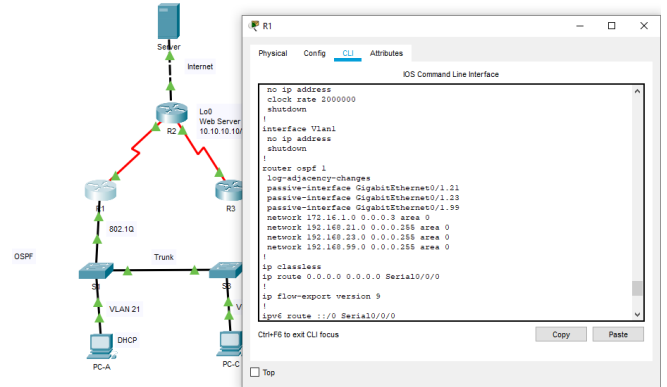 Server
Internet
Lo0
Web Server
10.10.10.10/
R2
R1
R3
802.1Q
OSPF
Trunk
S1
S3
VLAN 21
V
DHCP
PC-A
PC-C
R1
Physical Config CLI Attributes
IOS Command Line Interface
no ip address
clock rate 2000000
shutdown
!
interface Vlan1
no ip address
shutdown
!
router ospf 1
log-adjacency-changes
passive-interface GigabitEthernet0/1.21
passive-interface GigabitEthernet0/1.23
passive-interface GigabitEthernet0/1.99
network 172.16.1.0 0.0.0.3 area 0
network 192.168.21.0 0.0.0.255 area 0
network 192.168.23.0 0.0.0.255 area 0
network 192.168.99.0 0.0.0.255 area 0
!
ip classless
ip route 0.0.0.0 0.0.0.0 Serial0/0/0
!
ip flow-export version 9
!
ipv6 route ::/0 Serial0/0/0
Ctrl+F6 to exit CLI focus
Copy
Paste
Top